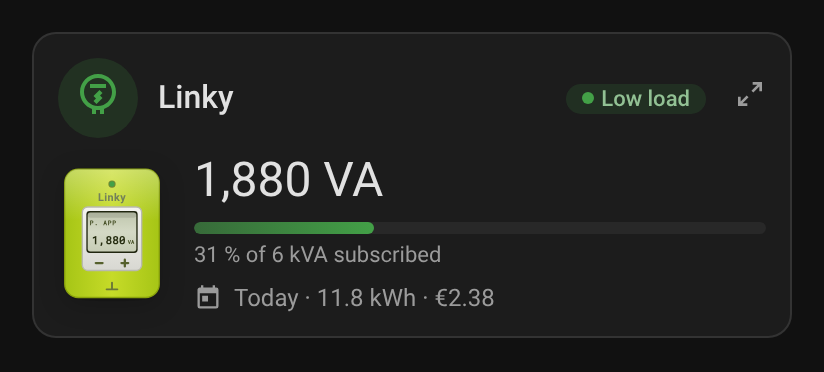 Linky
Low load
Linky
P. APP
1,880 VA
1,880 VA
31 % of 6 kVA subscribed
Today · 11.8 kWh · €2.38